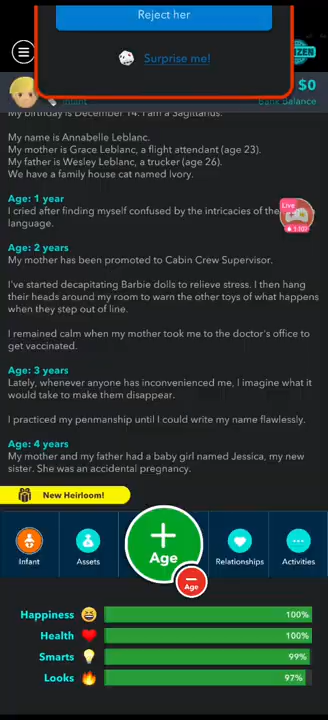 Reject her
Surprise me!
ZEN
$0
Infant
Bank Balance
My birthday is December 14. I am a Sagittarius.
My name is Annabelle Leblanc.
My mother is Grace Leblanc, a flight attendant (age 23).
My father is Wesley Leblanc, a trucker (age 26).
We have a family house cat named Ivory.
Age: 1 year
I cried after finding myself confused by the intricacies of the
language.
Live
Age: 2 years
My mother has been promoted to Cabin Crew Supervisor.
I've started decapitating Barbie dolls to relieve stress. I then hang
their heads around my room to warn the other toys of what happens
when they step out of line.
I remained calm when my mother took me to the doctor's office to
get vaccinated.
Age: 3 years
Lately, whenever anyone has inconvenienced me, I imagine what it
would take to make them disappear.
I practiced my penmanship until I could write my name flawlessly.
Age: 4 years
My mother and my father had a baby girl named Jessica, my new
sister. She was an accidental pregnancy.
New Heirloom!
Infant
Assets
Age
Relationships
Activities
Age
Happiness 100%
Health 100%
Smarts 99%
Looks 97%